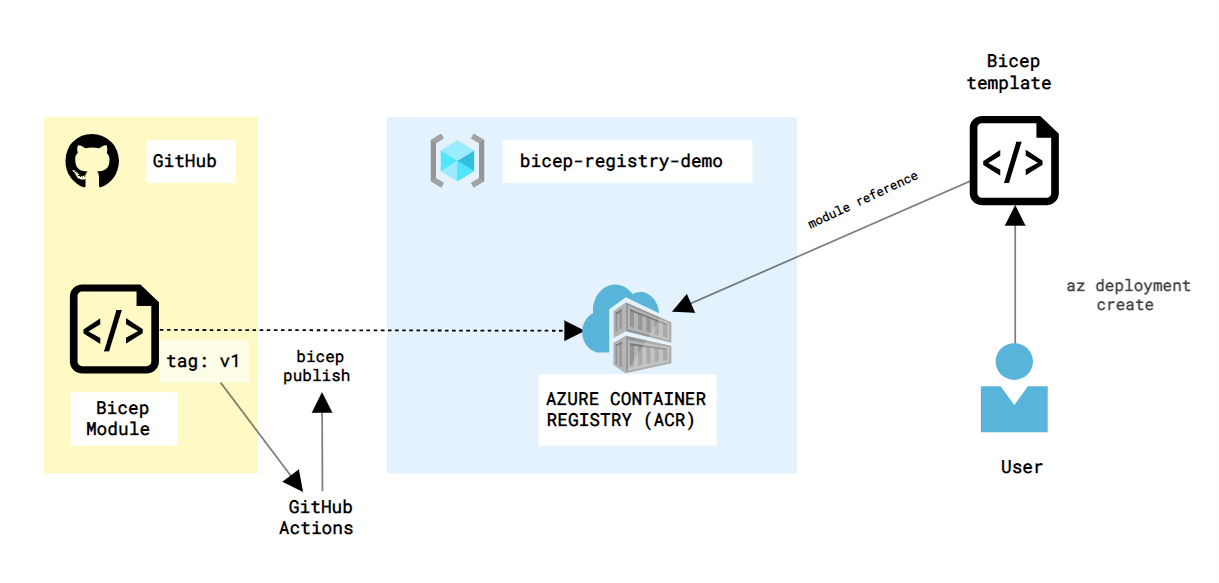 Bicep
template
GitHub
bicep-registry-demo
module reference
az deployment
create
</>
</>
tag: v1
bicep
publish
Bicep
Module
AZURE CONTAINER
REGISTRY (ACR)
User
GitHub
Actions